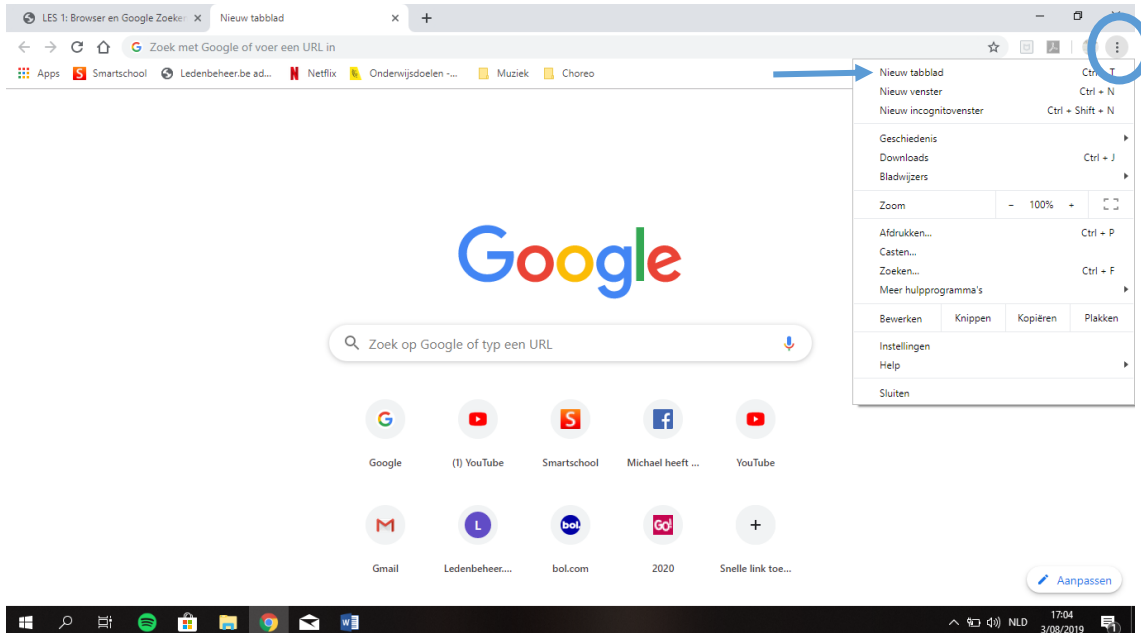 LES 1: Browser en Google Zoeken
Nieuw tabblad
Zoek met Google of voer een URL in
Apps
Smartschool
Ledenbeheer.be ad...
Netflix
Onderwijsdoelen -...
Muziek
Choreo
Nieuw tabblad Ctrl + T
Nieuw venster Ctrl + N
Nieuw incognitovenster Ctrl + Shift + N
Geschiedenis
Downloads Ctrl + J
Bladwijzers
Zoom - 100% +
Afdrukken... Ctrl + P
Casten...
Zoeken... Ctrl + F
Meer hulpprogramma's
Bewerken Knippen Kopiëren Plakken
Instellingen
Help
Sluiten
Google
Zoek op Google of typ een URL
Google (1) YouTube Smartschool Michael heeft ... YouTube
L bol. GO!
Gmail Ledenbeheer.... bol.com 2020 Snelle link toe...
Aanpassen
NLD
17:04
3/08/2019